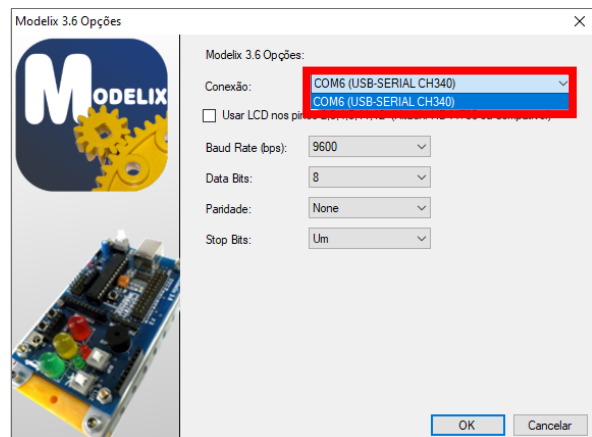 Modelix 3.6 Opções
MODELIX
Modelix 3.6 Opções:
Conexão: COM6 (USB-SERIAL CH340)
COM6 (USB-SERIAL CH340)
Usar LCD nos
Baud Rate (bps): 9600
Data Bits: 8
Paridade: None
Stop Bits: Um
OK Cancelar